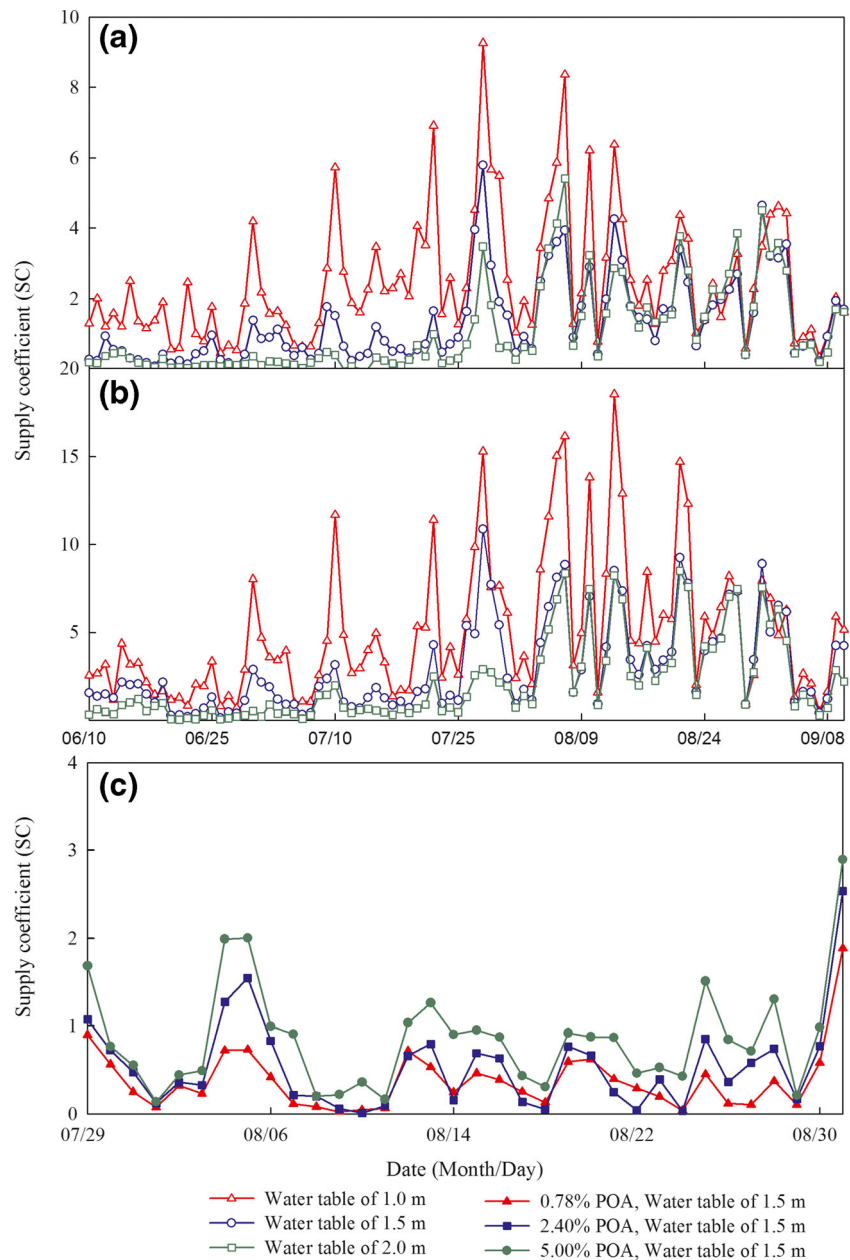 (a)
10
8
6
4
2
Supply coefficient (SC)
20
(b)
15
10
5
06/10 06/25 07/10 07/25 08/09 08/24 09/08
(c)
4
3
2
1
0
Supply coefficient (SC)
07/29 08/06 08/14 08/22 08/30
Date (Month/Day)
Water table of 1.0 m
Water table of 1.5 m
Water table of 2.0 m
0.78% POA, Water table of 1.5 m
2.40% POA, Water table of 1.5 m
5.00% POA, Water table of 1.5 m